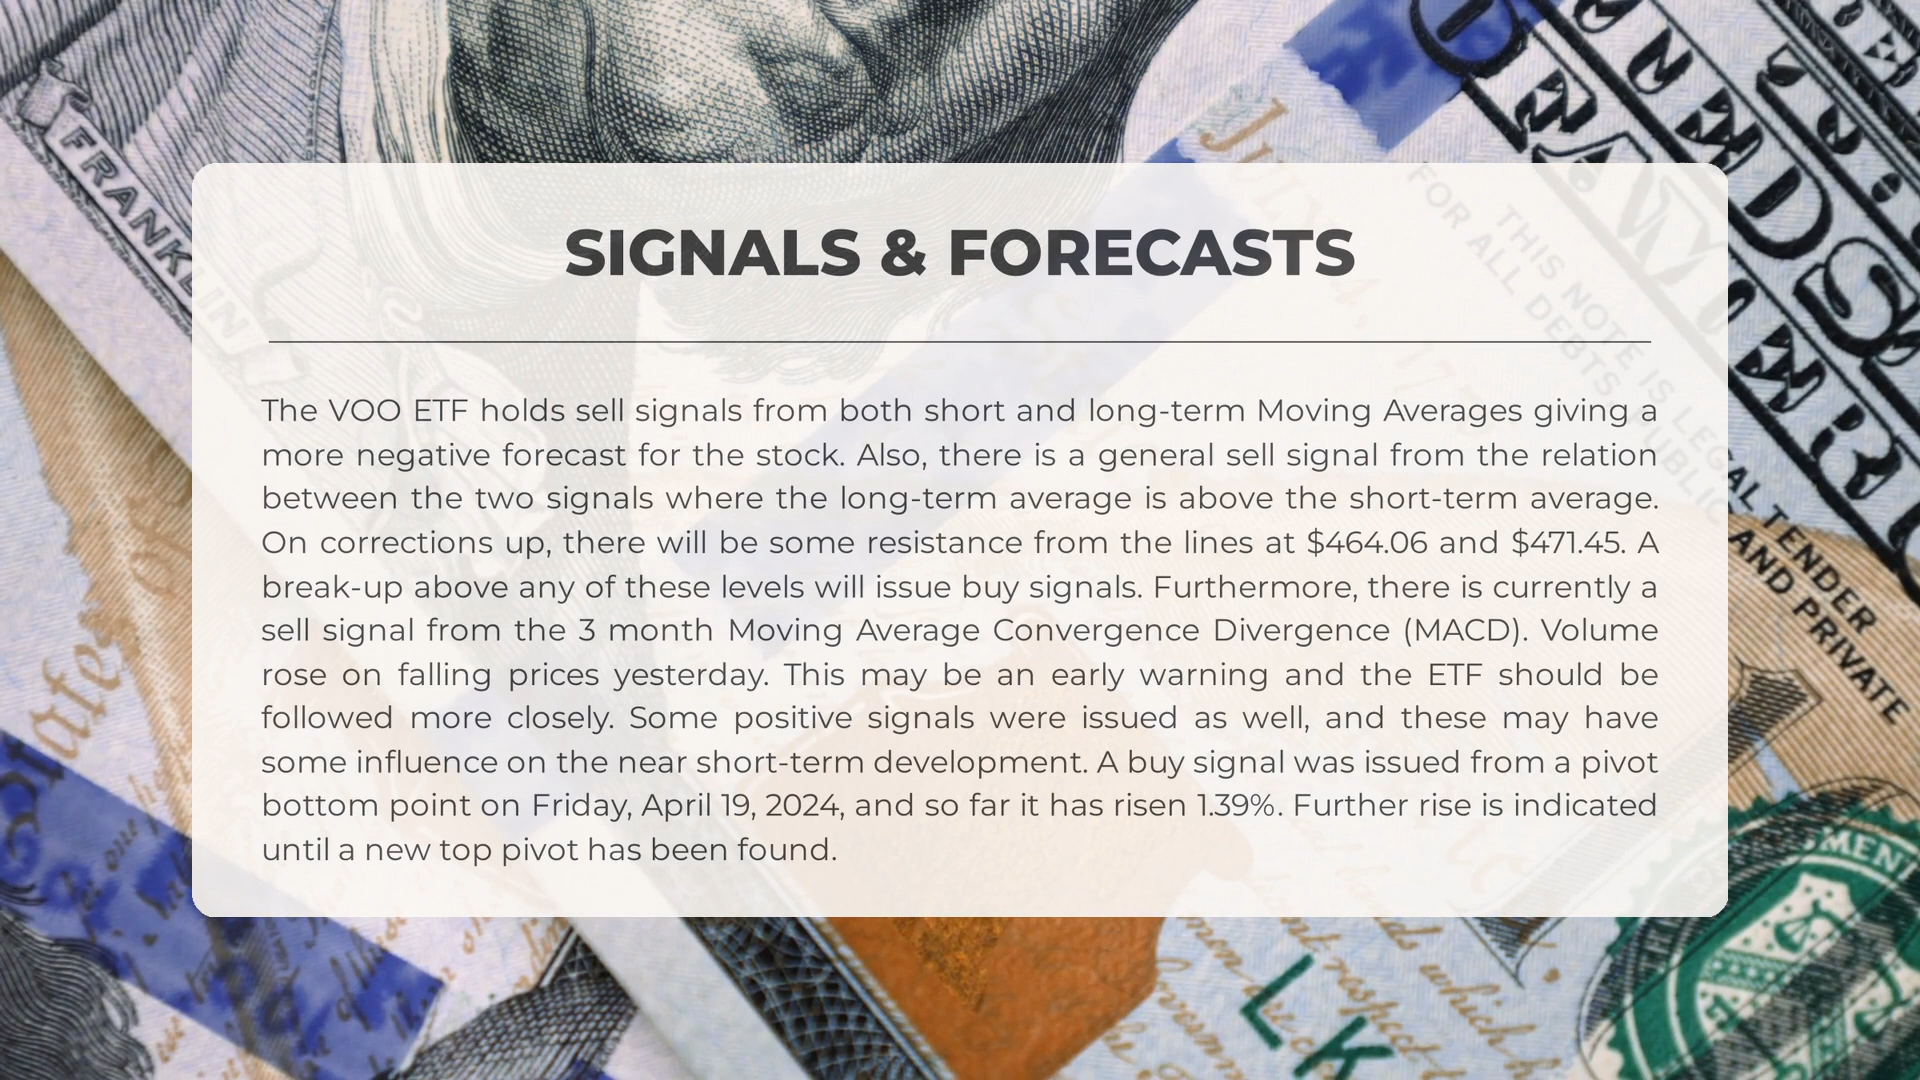 FRANKLIN
JULY 4, 1776
THIS NOTE IS LEGAL TENDER
FOR ALL DEBTS, PUBLIC AND PRIVATE
SIGNALS & FORECASTS
The VOO ETF holds sell signals from both short and long-term Moving Averages giving a
more negative forecast for the stock. Also, there is a general sell signal from the relation
between the two signals where the long-term average is above the short-term average.
On corrections up, there will be some resistance from the lines at $464.06 and $471.45. A
break-up above any of these levels will issue buy signals. Furthermore, there is currently a
sell signal from the 3 month Moving Average Convergence Divergence (MACD). Volume
rose on falling prices yesterday. This may be an early warning and the ETF should be
followed more closely. Some positive signals were issued as well, and these may have
some influence on the near short-term development. A buy signal was issued from a pivot
bottom point on Friday, April 19, 2024, and so far it has risen 1.39%. Further rise is indicated
until a new top pivot has been found.
LK